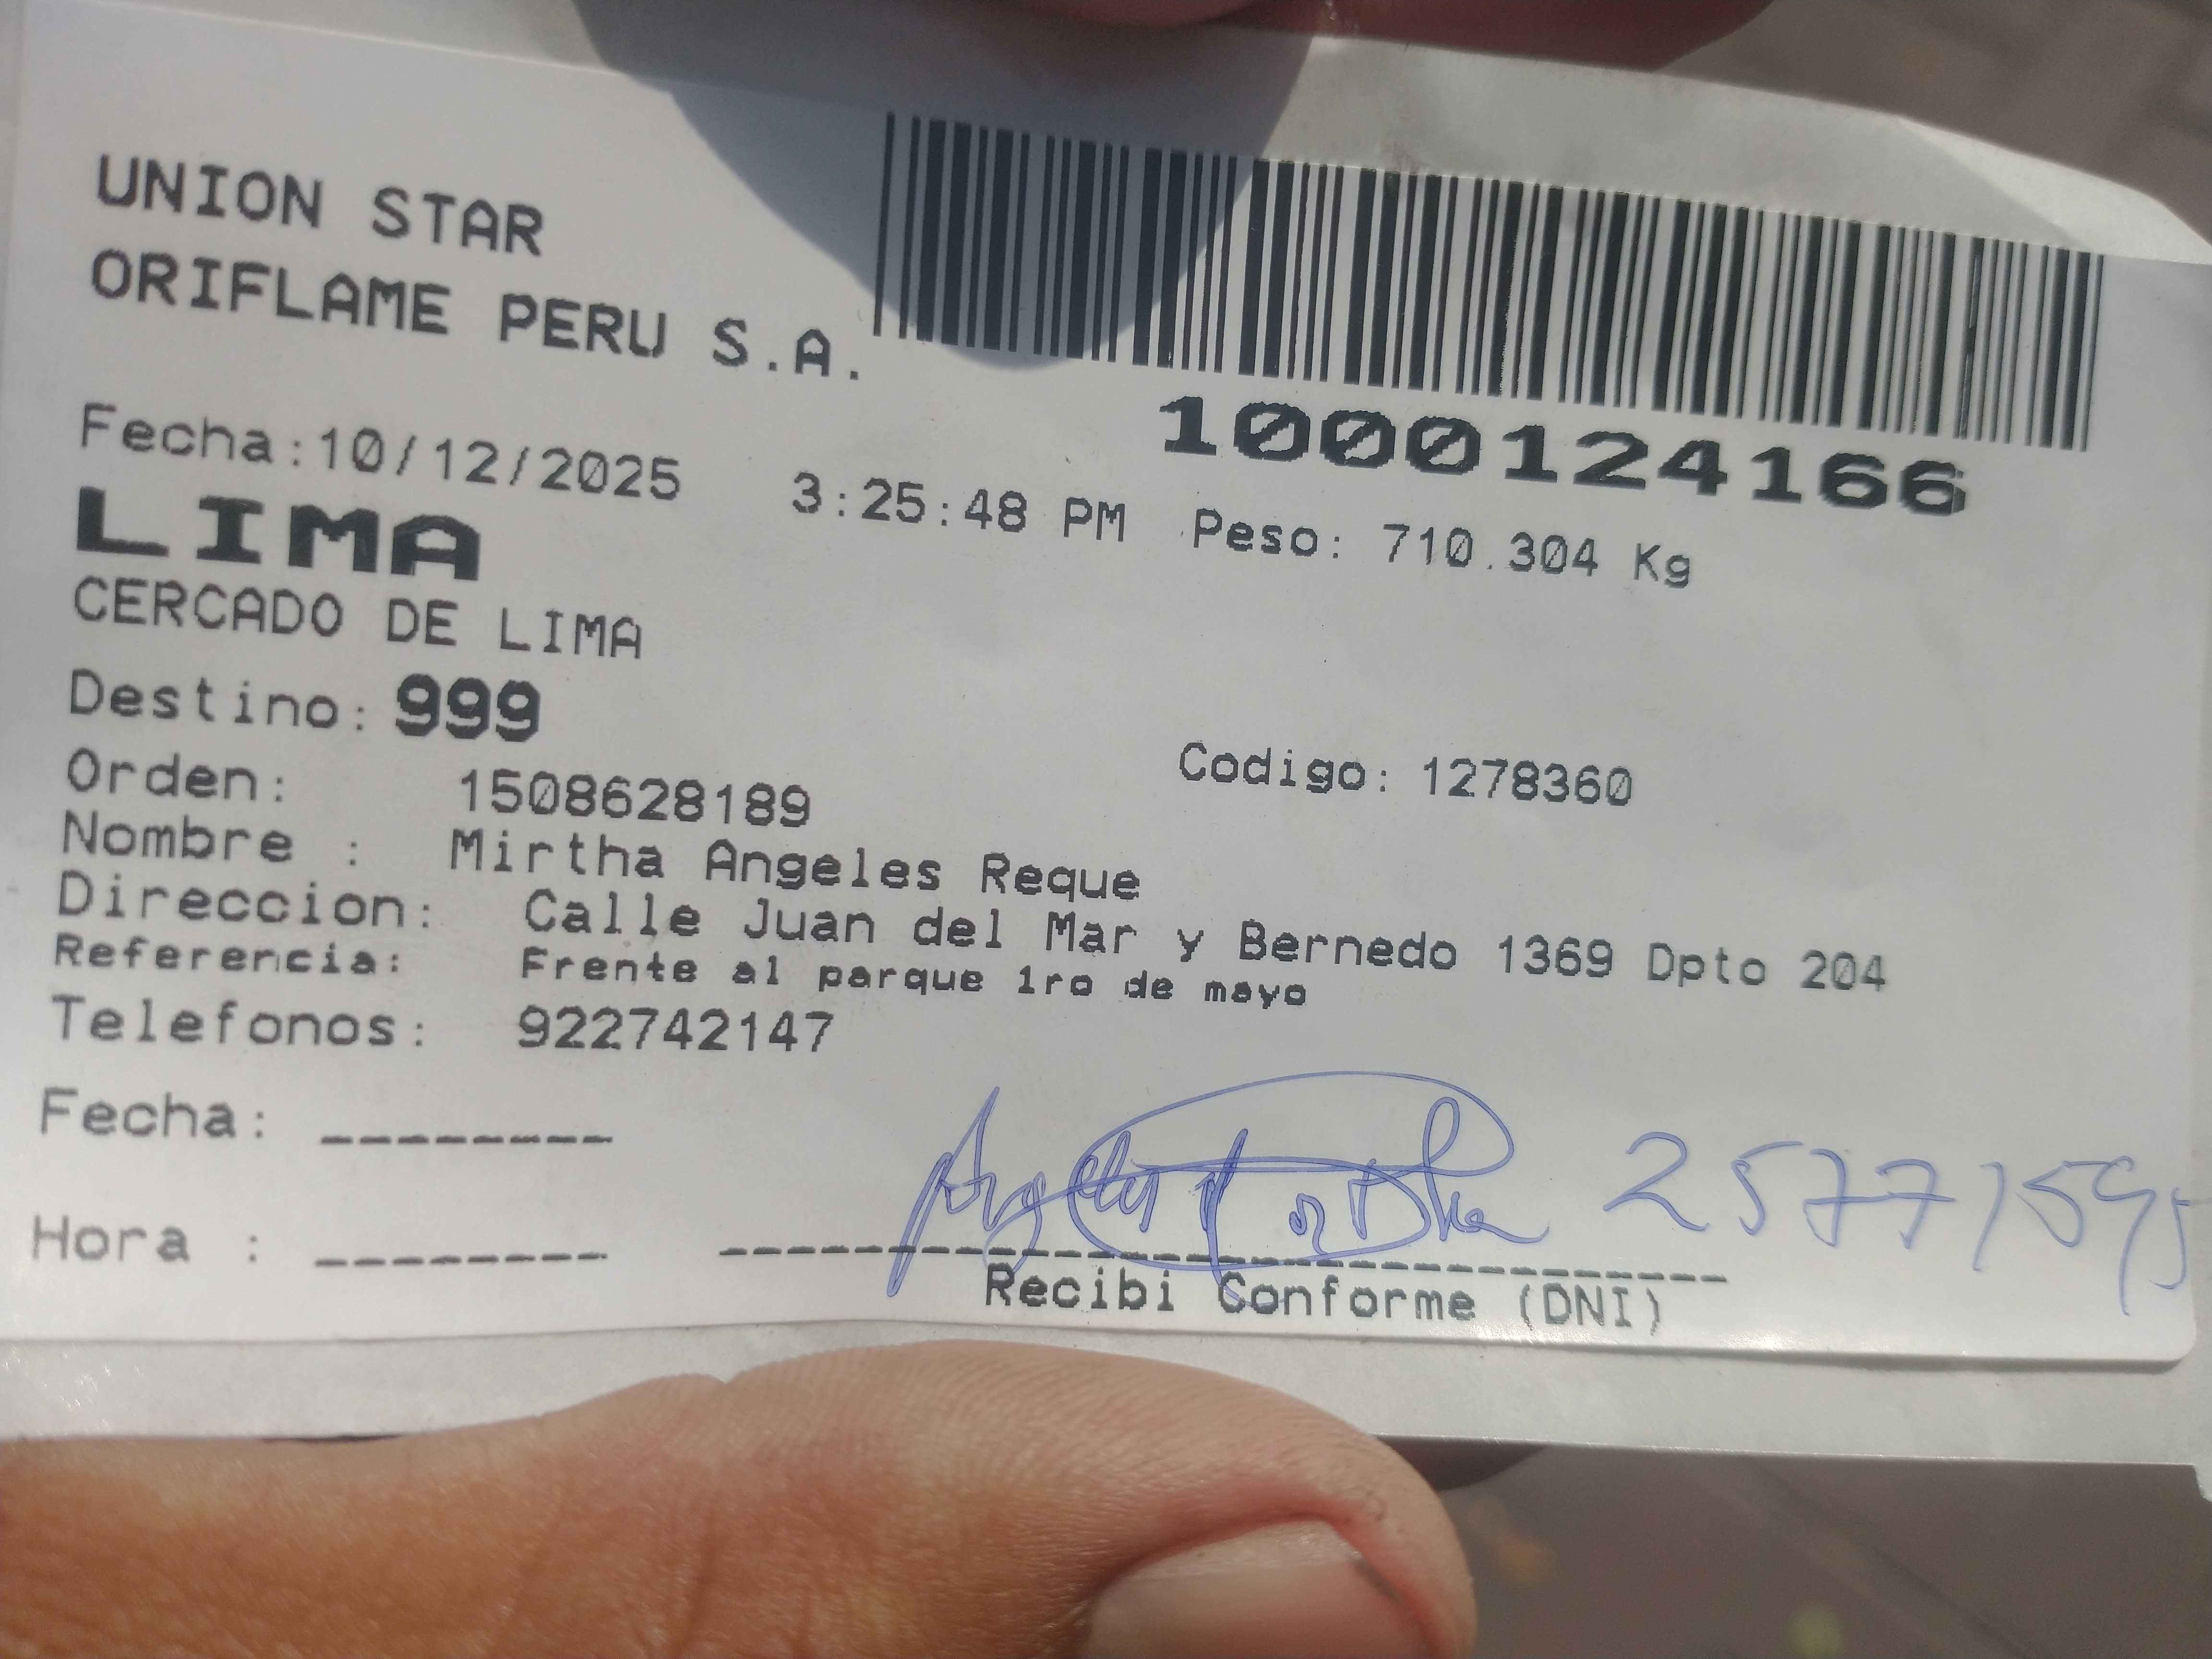 UNION STAR
ORIFLAME PERU S.A.
1000124166
Fecha:10/12/2025 3:25:48 PM Peso: 710.304 Kg
LIMA
CERCADO DE LIMA
Destino: 999
Orden: 1508628189 Codigo: 1278360
Nombre : Mirtha Angeles Reque
Direccion: Calle Juan del Mar y Bernedo 1369 Dpto 204
Referencia: Frente al parque 1ro de mayo
Telefonos: 922742147
Fecha: --------
Hora : --------
25771595
Recibi Conforme (DNI)